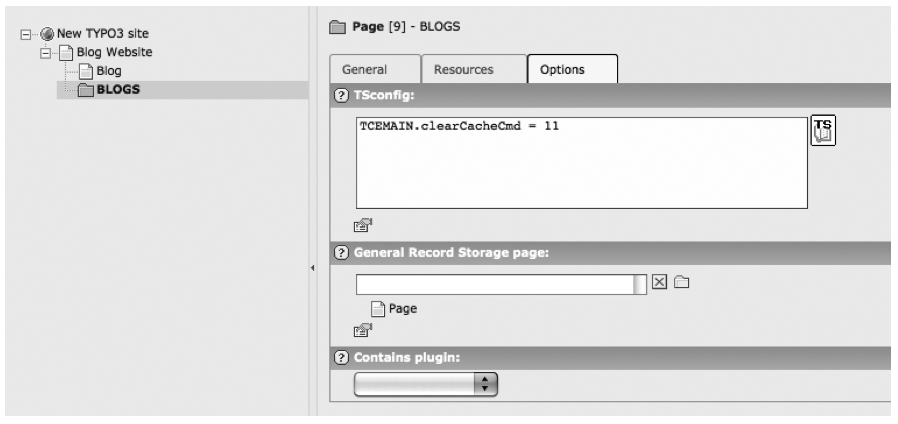 New TYPO3 site
Blog Website
Blog
BLOGS
Page [9] - BLOGS
General Resources Options
? TSconfig:
TCEMAIN.clearCacheCmd = 11
TS
? General Record Storage page:
Page
? Contains plugin: